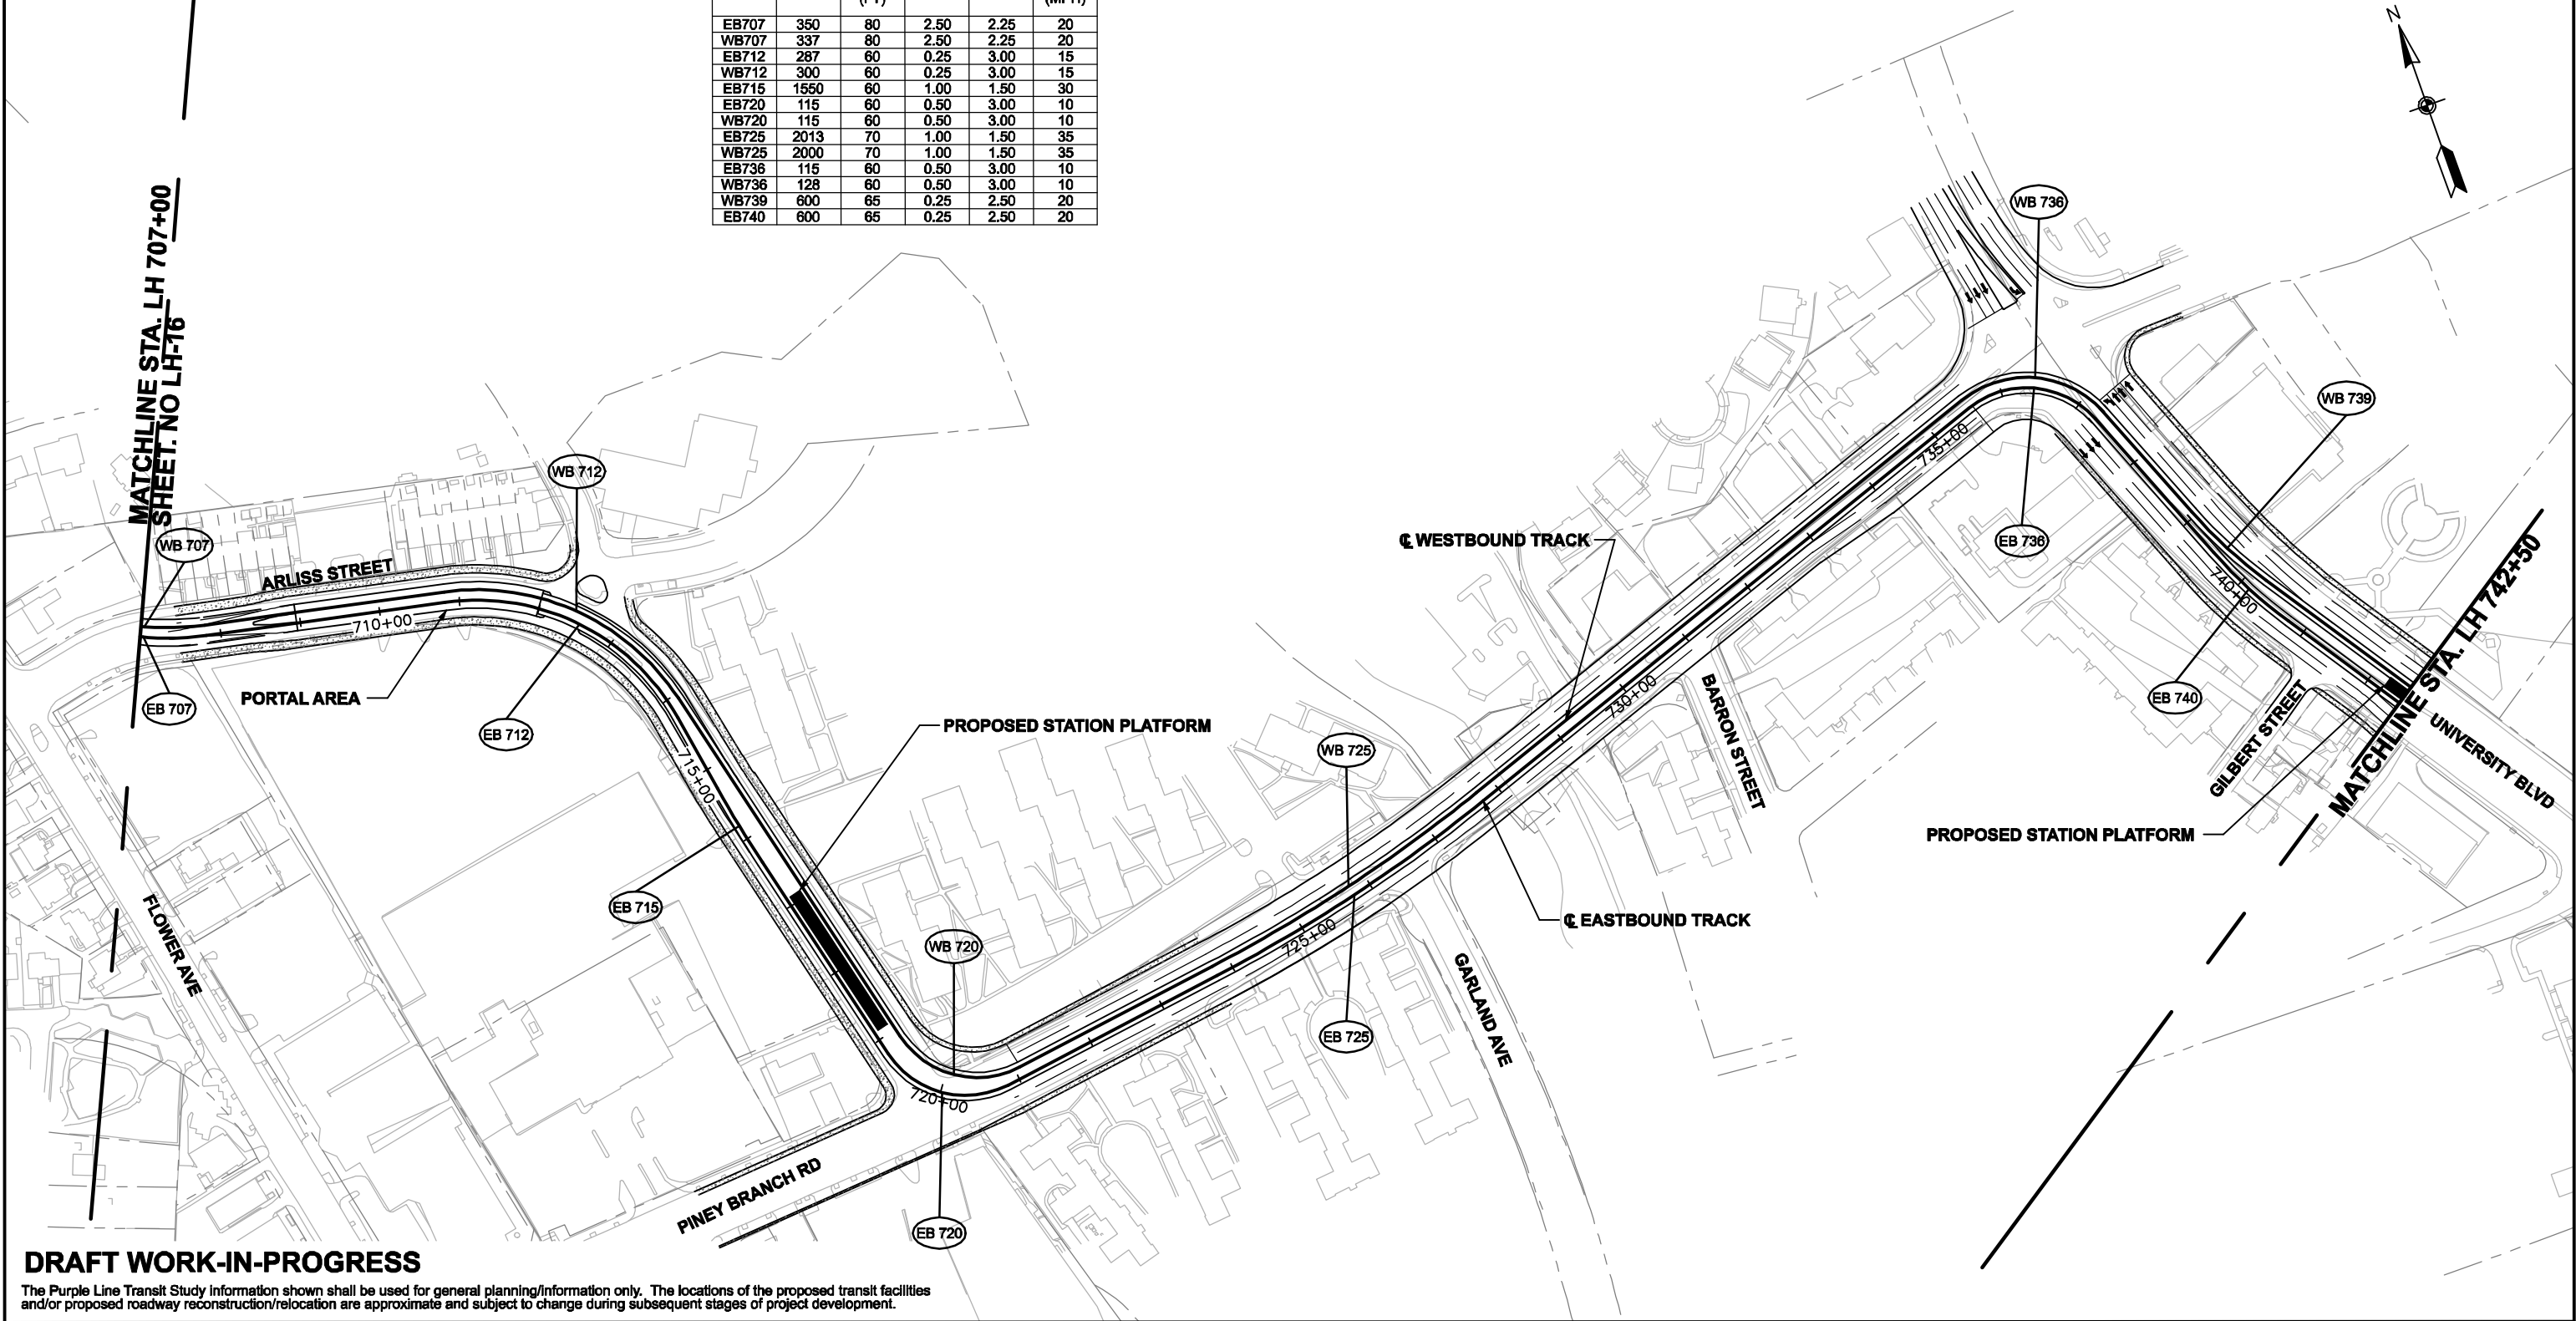 EB707 350 80 2.50 2.25 20
WB707 337 80 2.50 2.25 20
EB712 287 60 0.25 3.00 15
WB712 300 60 0.25 3.00 15
EB715 1550 60 1.00 1.50 30
EB720 115 60 0.50 3.00 10
WB720 115 60 0.50 3.00 10
EB725 2013 70 1.00 1.50 35
WB725 2000 70 1.00 1.50 35
EB736 115 60 0.50 3.00 10
WB736 128 60 0.50 3.00 10
WB739 600 65 0.25 2.50 20
EB740 600 65 0.25 2.50 20
N
MATCHLINE STA. LH 707+00
SHEET. NO LH-16
WB 707
EB 707
ARLISS STREET
710+00
PORTAL AREA
WB 712
EB 712
715+00
EB 715
PROPOSED STATION PLATFORM
FLOWER AVE
WB 720
720+00
EB 720
PINEY BRANCH RD
WB 725
725+00
EB 725
GARLAND AVE
℄ WESTBOUND TRACK
℄ EASTBOUND TRACK
730+00
BARRON STREET
735+00
WB 736
EB 736
WB 739
740+00
EB 740
GILBERT STREET
PROPOSED STATION PLATFORM
MATCHLINE STA. LH 742+50
UNIVERSITY BLVD
DRAFT WORK-IN-PROGRESS
The Purple Line Transit Study information shown shall be used for general planning/information only. The locations of the proposed transit facilities
and/or proposed roadway reconstruction/relocation are approximate and subject to change during subsequent stages of project development.